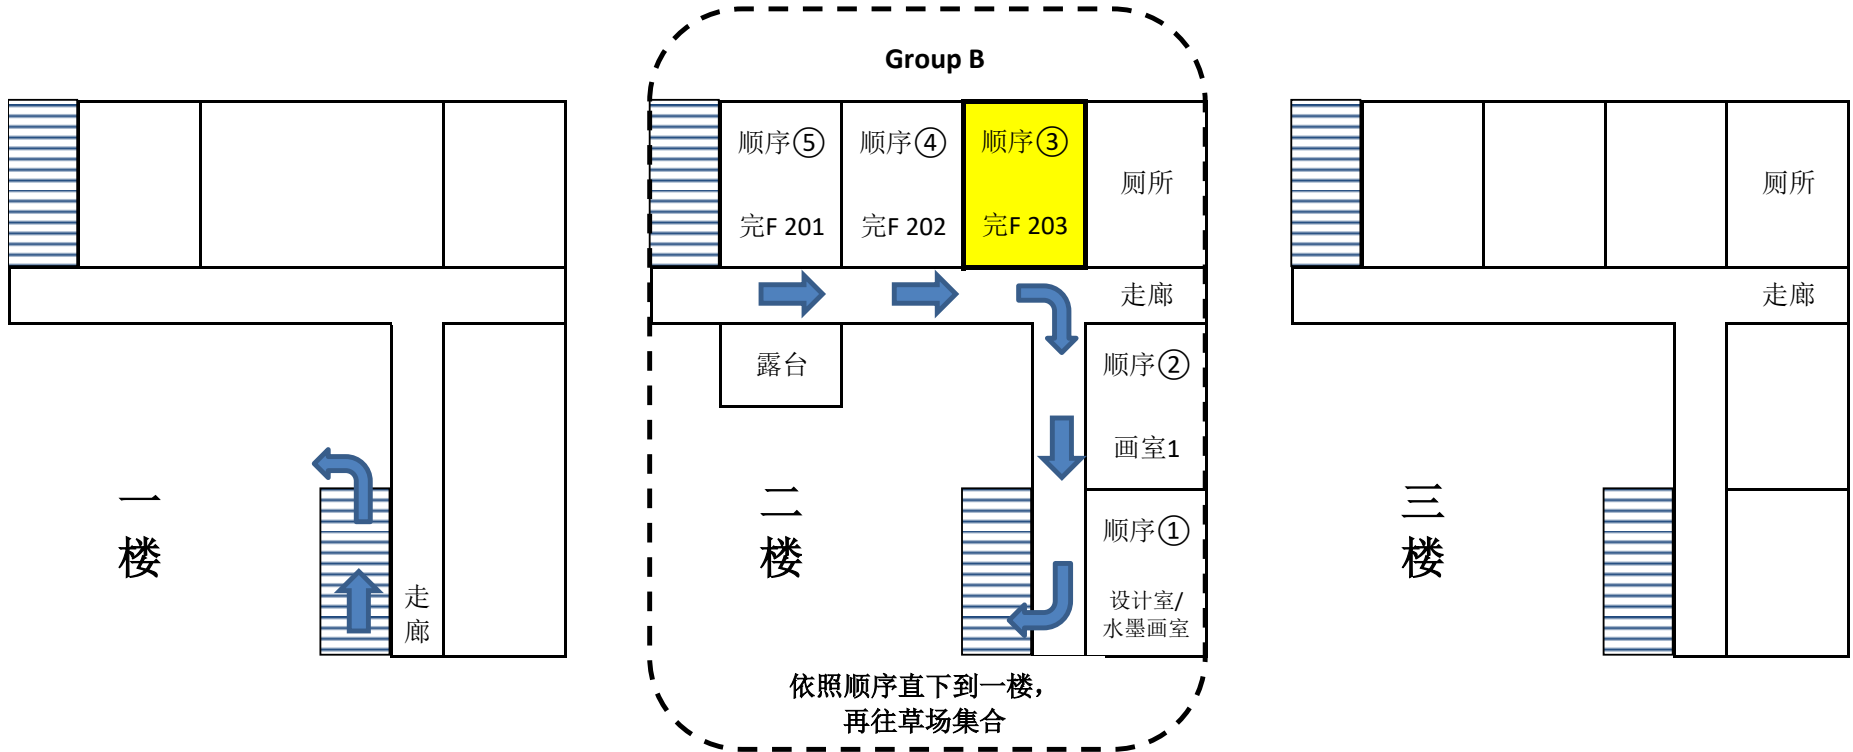 Group B
顺序⑤
顺序④
顺序③
厕所
完F 201
完F 202
完F 203
走廊
露台
顺序②
画室1
顺序①
设计室/
水墨画室
二
楼
依照顺序直下到一楼，
再往草场集合
一
楼
走
廊
厕所
走廊
三
楼